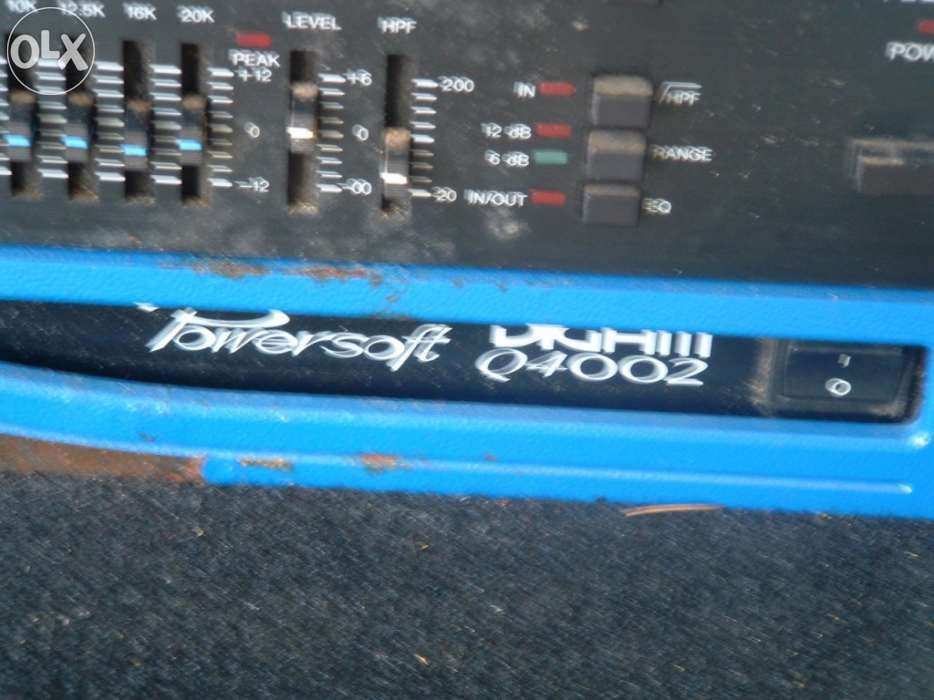 OLX
10K 12.5K 16K 20K LEVEL HPF
PEAK
+12 +6 200
0 0
-12 -00 20
IN HPF
12 dB
6 dB RANGE
IN/OUT EQ
POW
Powersoft DIGAM
Q4002